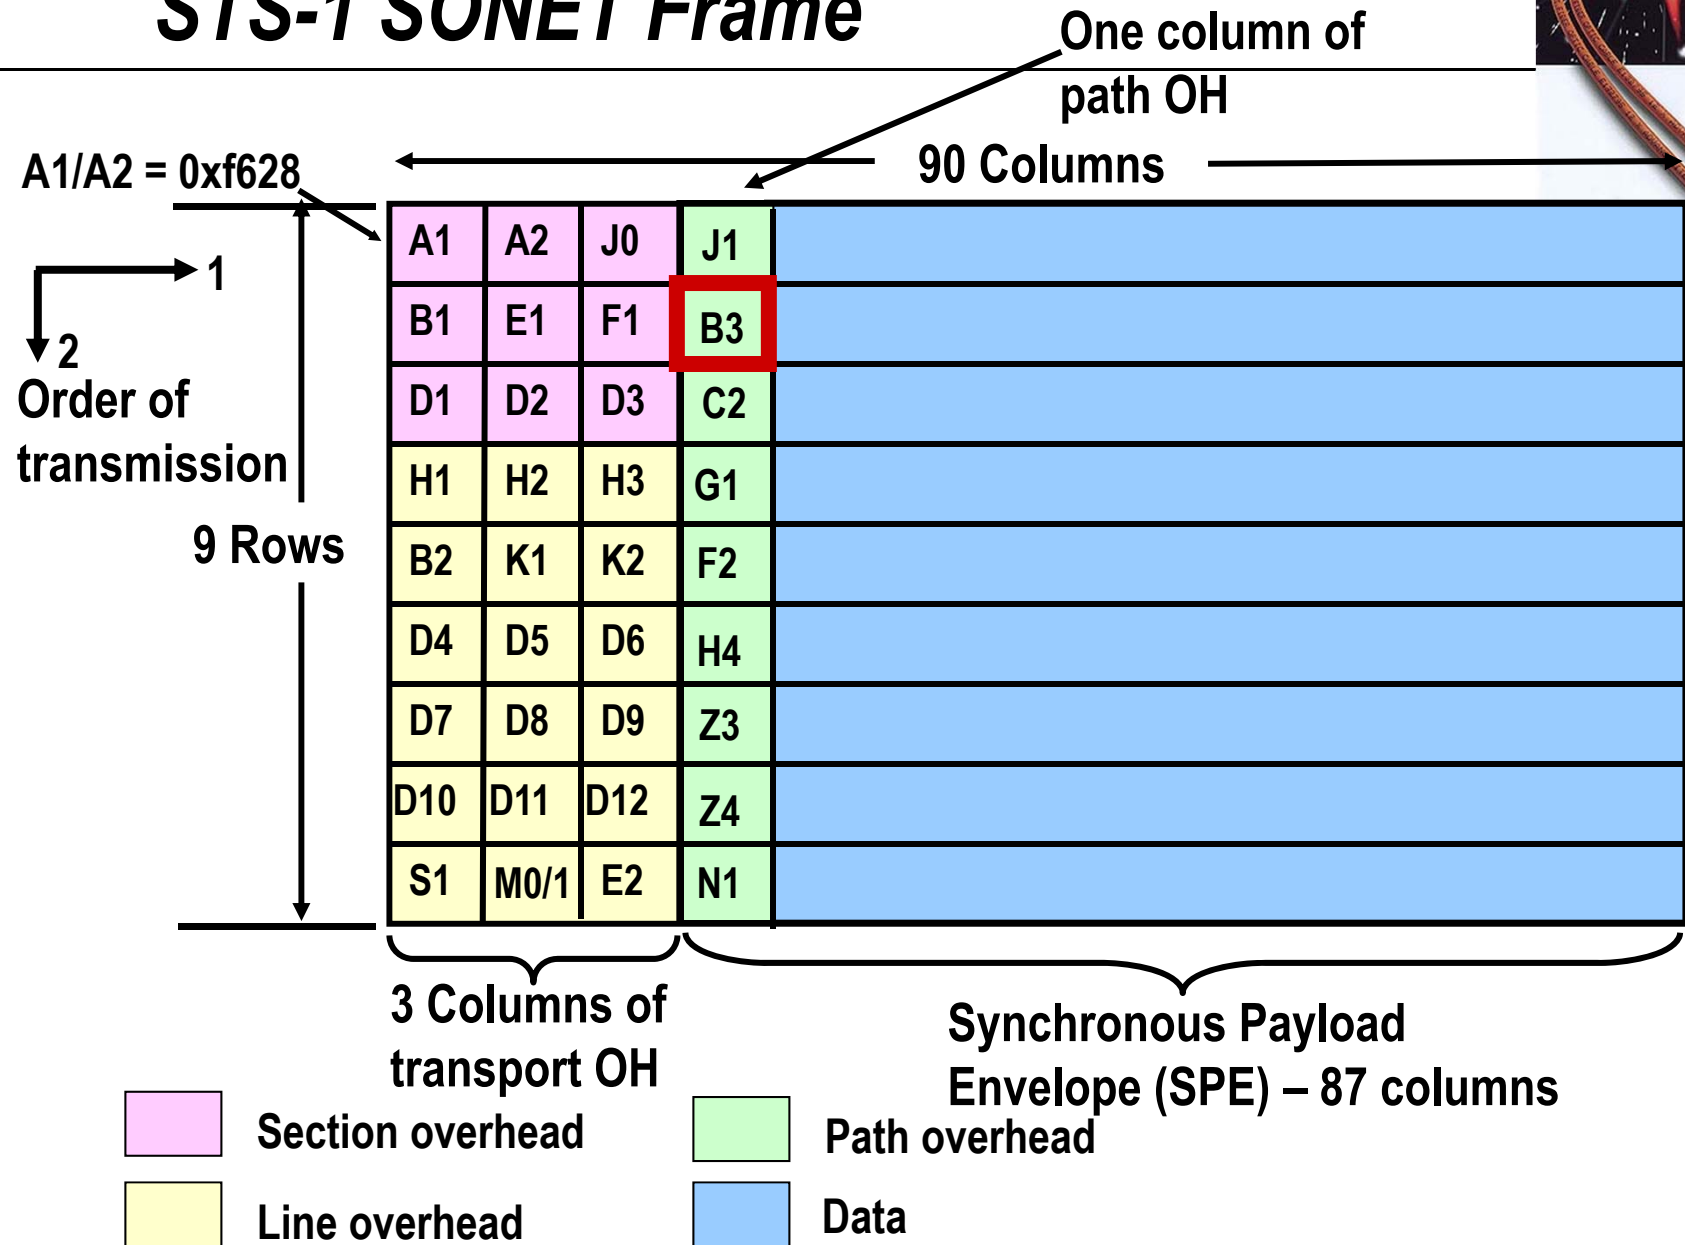 STS-1 SONET Frame
One column of
path OH
A1/A2 = 0xf628
90 Columns
1
2
Order of
transmission
9 Rows
A1 A2 J0 J1
B1 E1 F1 B3
D1 D2 D3 C2
H1 H2 H3 G1
B2 K1 K2 F2
D4 D5 D6 H4
D7 D8 D9 Z3
D10 D11 D12 Z4
S1 M0/1 E2 N1
3 Columns of
transport OH
Synchronous Payload
Envelope (SPE) – 87 columns
Section overhead
Path overhead
Line overhead
Data